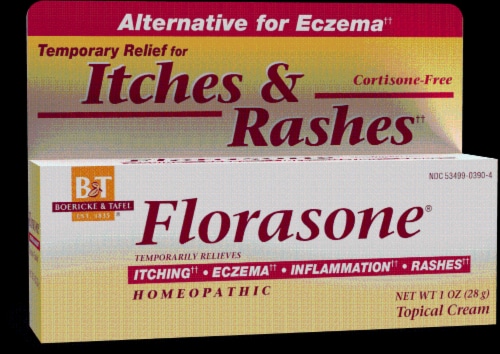 Alternative for Eczema††
Temporary Relief for
Itches &
Cortisone-Free
Rashes††
NDC 53499-0390-4
B&T
BOERICKE & TAFEL
EST. 1835
®
Florasone®
TEMPORARILY RELIEVES
ITCHING†† • ECZEMA†† • INFLAMMATION†† • RASHES††
HOMEOPATHIC
NET WT 1 OZ (28 g)
Topical Cream